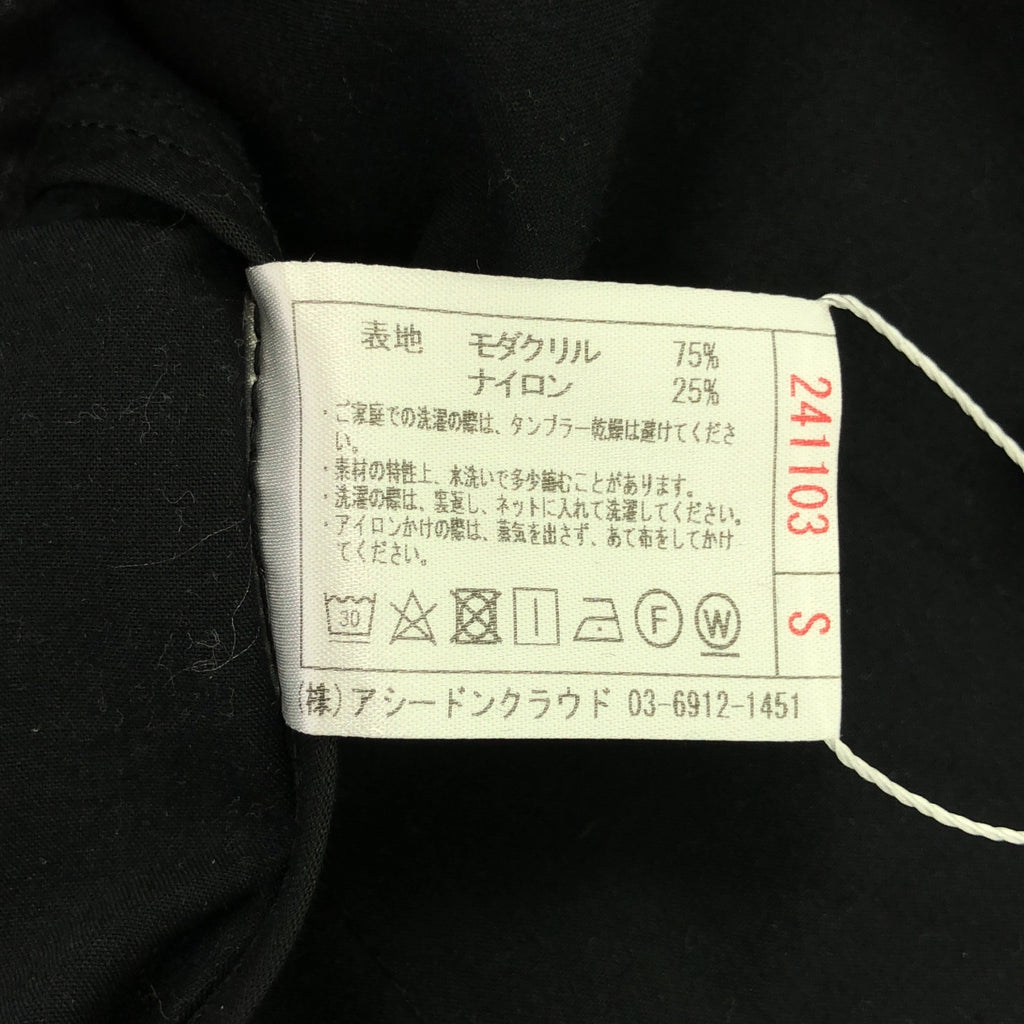 表地 モダクリル 75%
ナイロン 25%
・ご家庭での洗濯の際は、タンブラー乾燥は避けてくださ
い。
・素材の特性上、水洗いで多少縮むことがあります。
・洗濯の際は、裏返し、ネットに入れて洗濯してください。
・アイロンかけの際は、蒸気を出さず、あて布をしてかけ
てください。
30 F W
(株)アシードンクラウド 03-6912-1451
241103
S